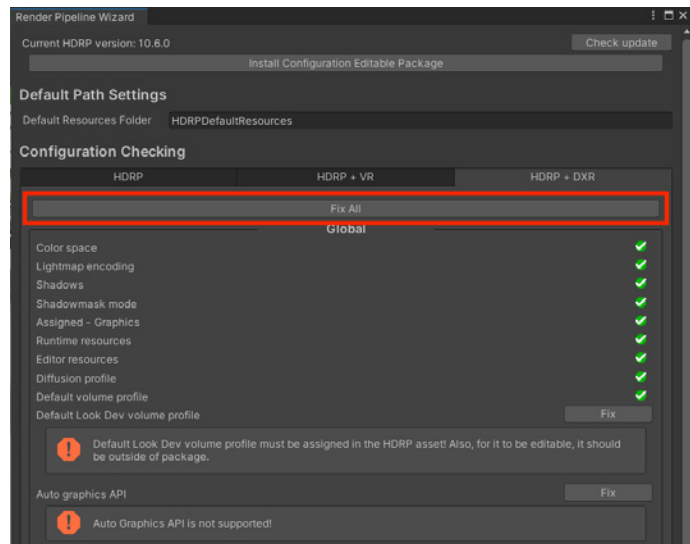 Render Pipeline Wizard
Current HDRP version: 10.6.0
Check update
Install Configuration Editable Package
Default Path Settings
Default Resources Folder HDRPDefaultResources
Configuration Checking
HDRP HDRP + VR HDRP + DXR
Fix All
Global
Color space
Lightmap encoding
Shadows
Shadowmask mode
Assigned - Graphics
Runtime resources
Editor resources
Diffusion profile
Default volume profile
Default Look Dev volume profile Fix
Default Look Dev volume profile must be assigned in the HDRP asset! Also, for it to be editable, it should
be outside of package.
Auto graphics API Fix
Auto Graphics API is not supported!